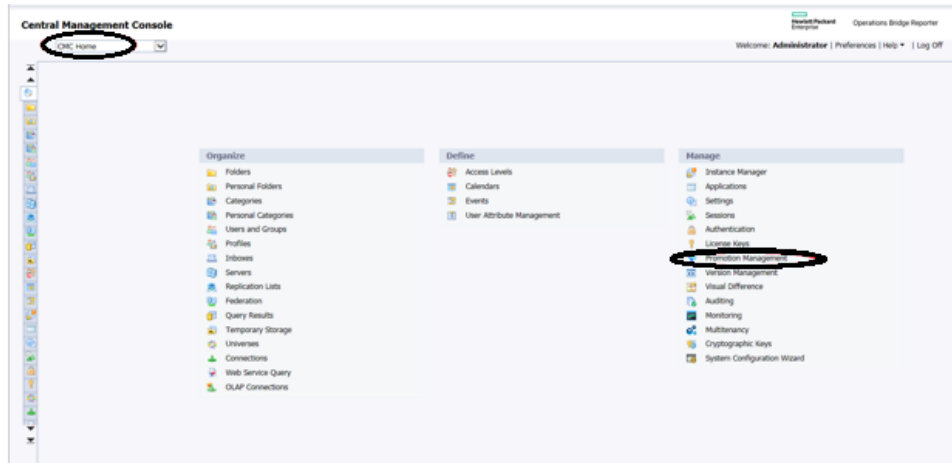 Central Management Console
Hewlett Packard
Enterprise
Operations Bridge Reporter
CMC Home
Welcome: Administrator | Preferences | Help | Log Off
Organize
Folders
Personal Folders
Categories
Personal Categories
Users and Groups
Profiles
Inboxes
Servers
Replication Lists
Federation
Query Results
Temporary Storage
Universes
Connections
Web Service Query
OLAP Connections
Define
Access Levels
Calendars
Events
User Attribute Management
Manage
Instance Manager
Applications
Settings
Sessions
Authentication
License Keys
Promotion Management
Version Management
Visual Difference
Auditing
Monitoring
Multitenancy
Cryptographic Keys
System Configuration Wizard